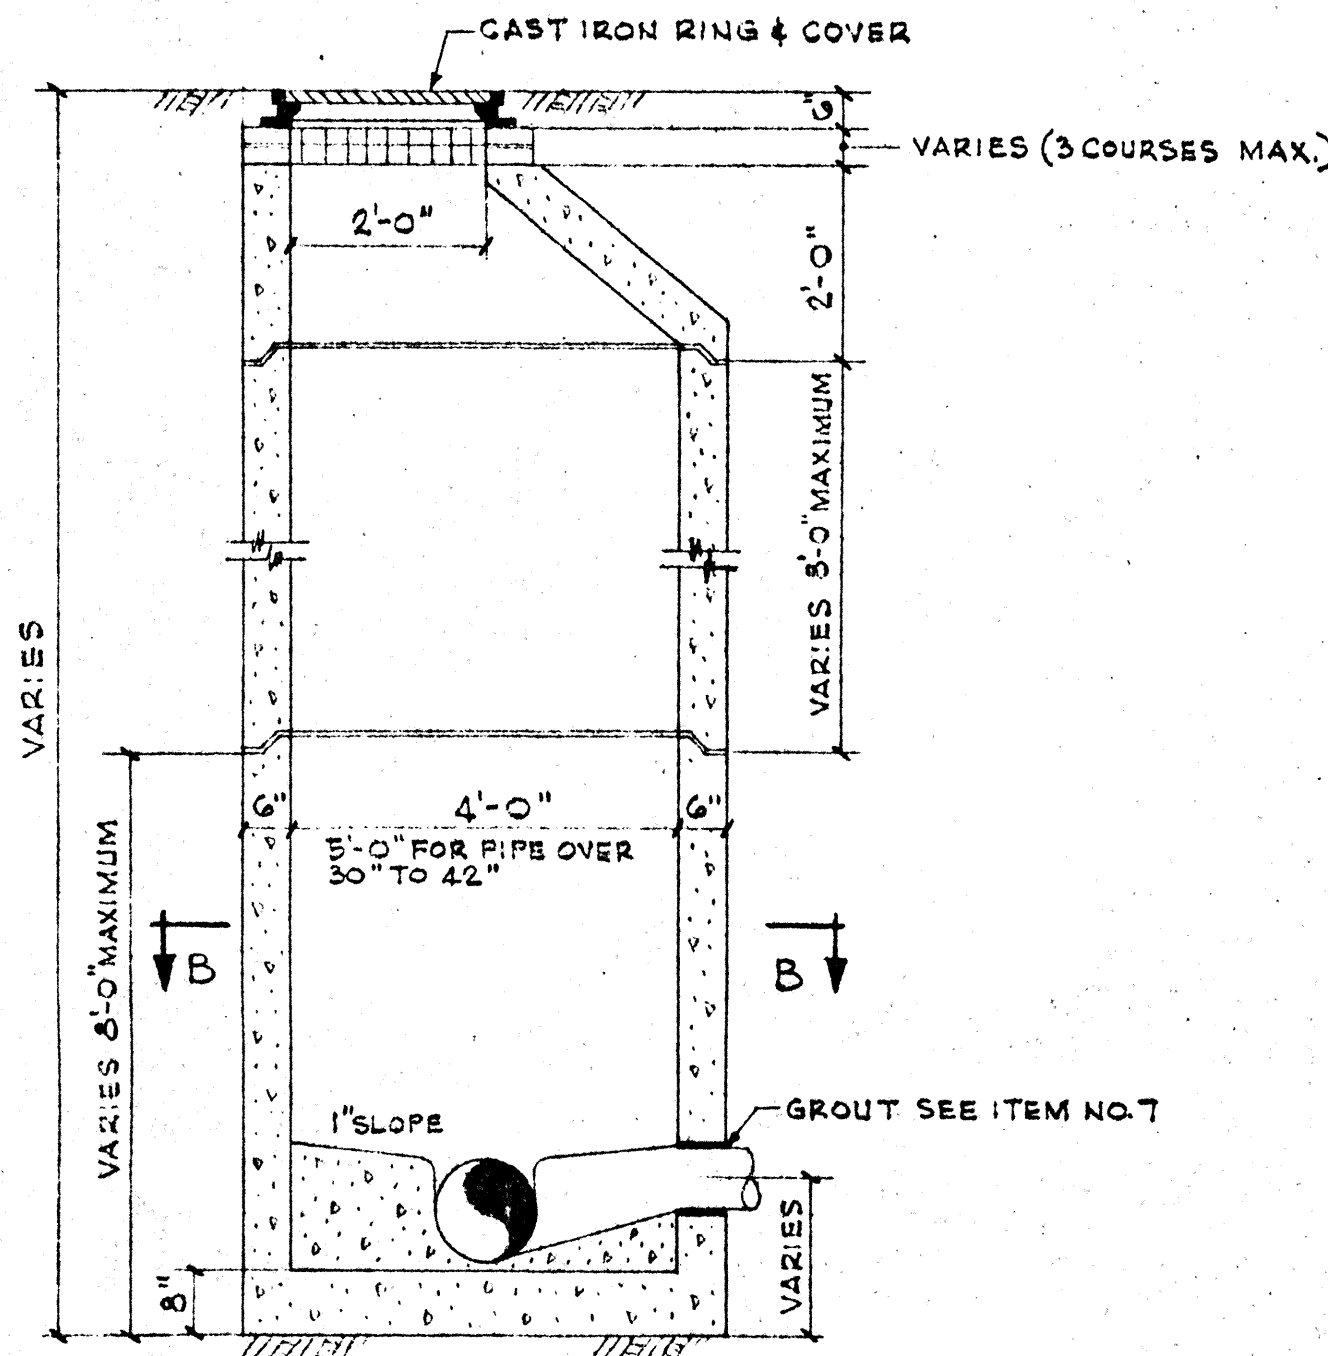 CAST IRON RING & COVER
6"
VARIES (3 COURSES MAX.)
2'-0"
2'-0"
VARIES 8'-0" MAXIMUM
VARIES
6"
4'-0"
6"
5'-0" FOR PIPE OVER
30" TO 42"
VARIES 8'-0" MAXIMUM
B
B
1" SLOPE
GROUT SEE ITEM NO. 7
VARIES
8"